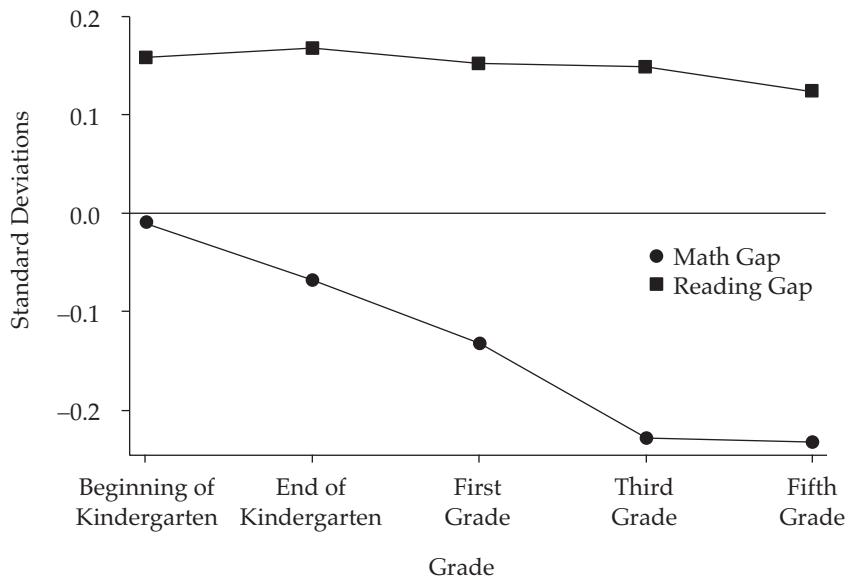 0.2
0.1
0.0
−0.1
−0.2
Standard Deviations
Math Gap
Reading Gap
Beginning of
Kindergarten
End of
Kindergarten
First
Grade
Third
Grade
Fifth
Grade
Grade